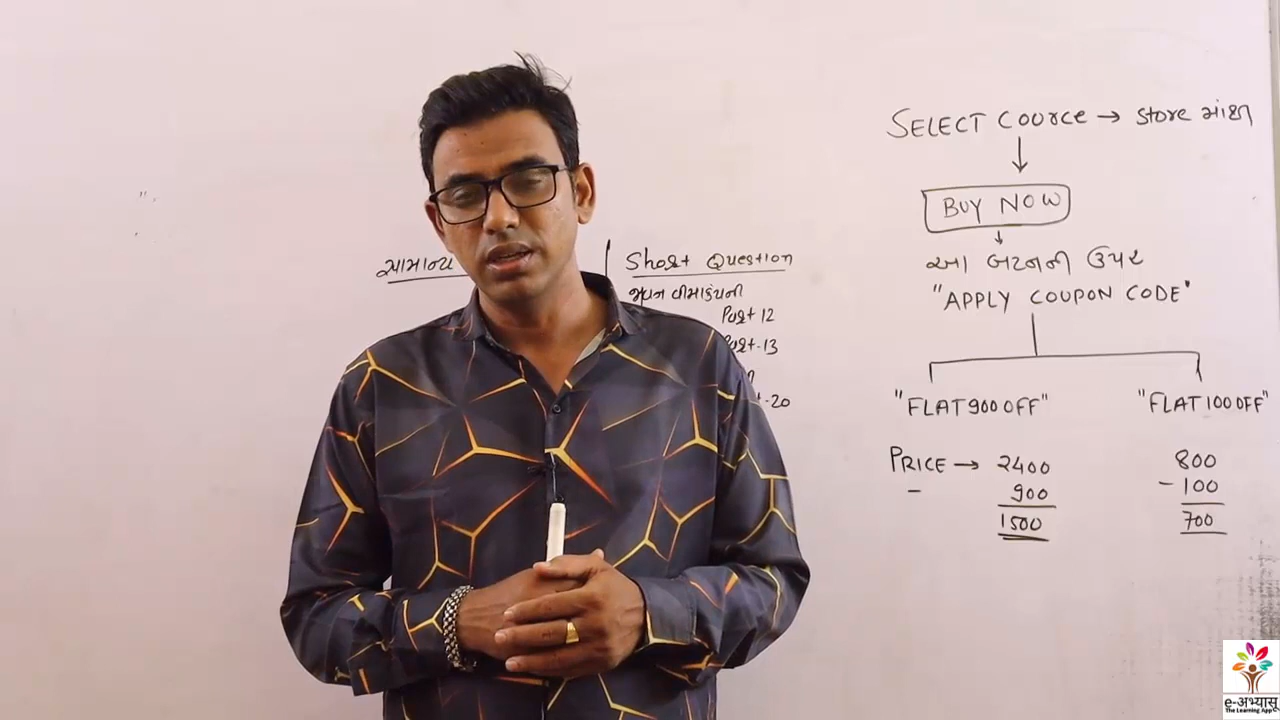 સામાન્ય
Short Question
જીવન વીમાકંપની
Part 12
Part-13
-20
SELECT COURCE → Store માંથી
BUY NOW
આ બટનની ઉપર
"APPLY COUPON CODE"
"FLAT900OFF" "FLAT100OFF"
PRICE → 2400 800
- 900 - 100
1500 700
e-अभ्यास
The Learning App